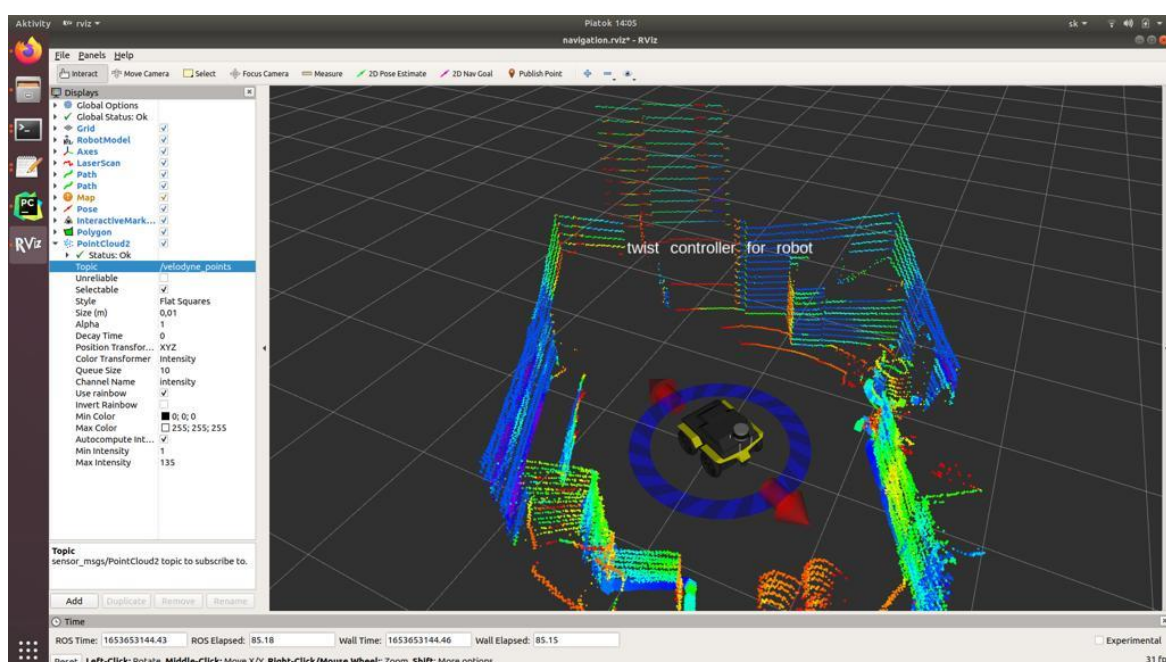 Aktivity rviz Piatok 14:05 sk
navigation.rviz* - RViz
File Panels Help
Interact Move Camera Select Focus Camera Measure 2D Pose Estimate 2D Nav Goal Publish Point
Displays
Global Options
Global Status: Ok
Grid
RobotModel
Axes
LaserScan
Path
Path
Map
Pose
InteractiveMark...
Polygon
PointCloud2
Status: Ok
Topic /velodyne_points
Unreliable
Selectable
Style Flat Squares
Size (m) 0,01
Alpha 1
Decay Time 0
Position Transfor... XYZ
Color Transformer Intensity
Queue Size 10
Channel Name intensity
Use rainbow
Invert Rainbow
Min Color 0; 0; 0
Max Color 255; 255; 255
Autocompute Int...
Min Intensity 1
Max Intensity 135
twist controller for robot
PC
RViz
Topic
sensor_msgs/PointCloud2 topic to subscribe to.
Add Duplicate Remove Rename
Time
ROS Time: 1653653144.43 ROS Elapsed: 85.18 Wall Time: 1653653144.46 Wall Elapsed: 85.15 Experimental
Reset Left-Click: Rotate. Middle-Click: Move X/Y. Right-Click/Mouse Wheel: Zoom. Shift: More options. 31 fp